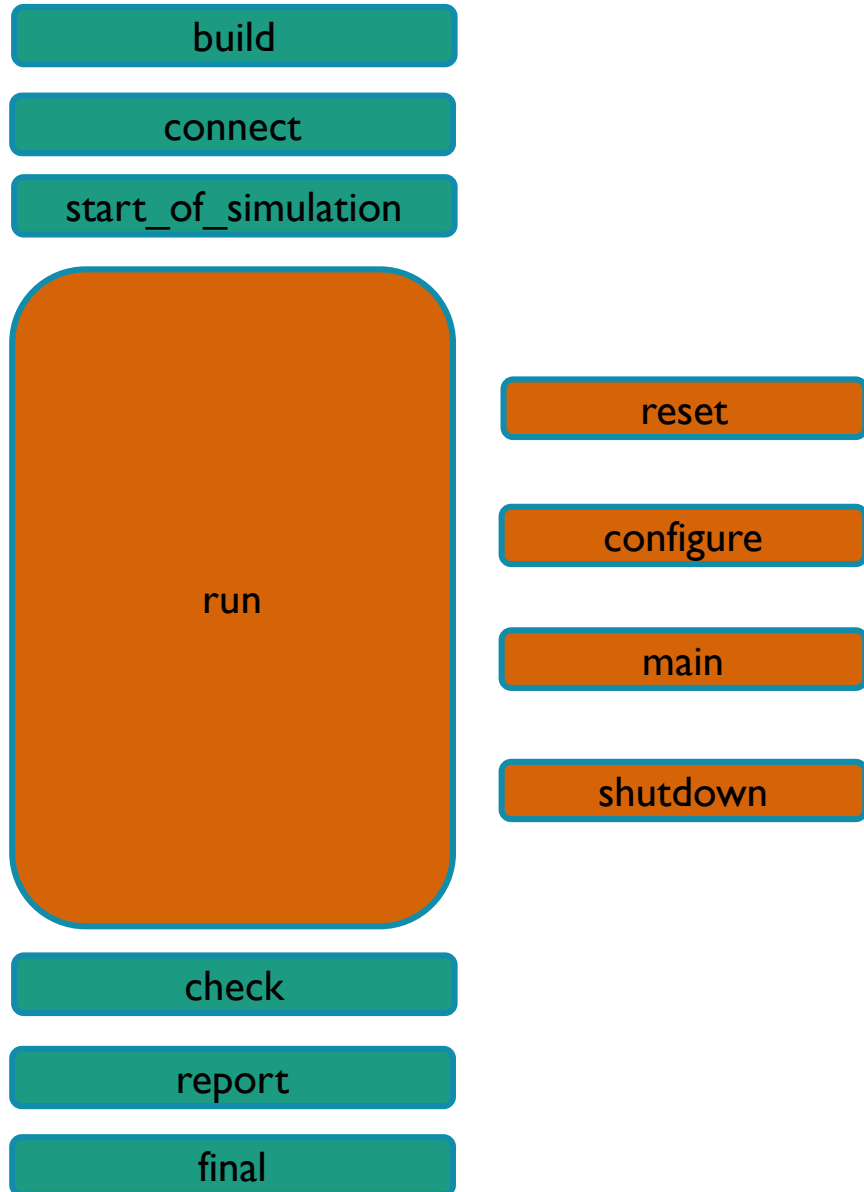 build
connect
start_of_simulation
run
reset
configure
main
shutdown
check
report
final